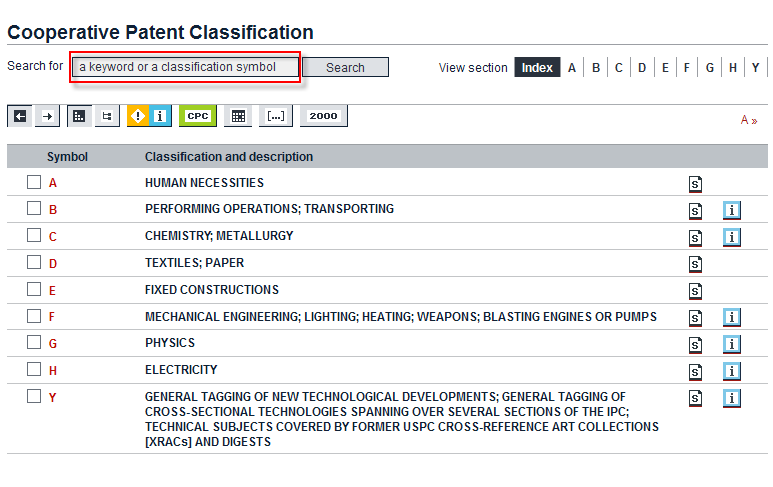 Cooperative Patent Classification
Search for a keyword or a classification symbol Search View section Index A B C D E F G H Y
! i CPC [...] 2000 A »
Symbol Classification and description
A HUMAN NECESSITIES S
B PERFORMING OPERATIONS; TRANSPORTING S i
C CHEMISTRY; METALLURGY S i
D TEXTILES; PAPER S
E FIXED CONSTRUCTIONS S
F MECHANICAL ENGINEERING; LIGHTING; HEATING; WEAPONS; BLASTING ENGINES OR PUMPS S i
G PHYSICS S i
H ELECTRICITY S i
Y GENERAL TAGGING OF NEW TECHNOLOGICAL DEVELOPMENTS; GENERAL TAGGING OF S i
CROSS-SECTIONAL TECHNOLOGIES SPANNING OVER SEVERAL SECTIONS OF THE IPC;
TECHNICAL SUBJECTS COVERED BY FORMER USPC CROSS-REFERENCE ART COLLECTIONS
[XRACs] AND DIGESTS